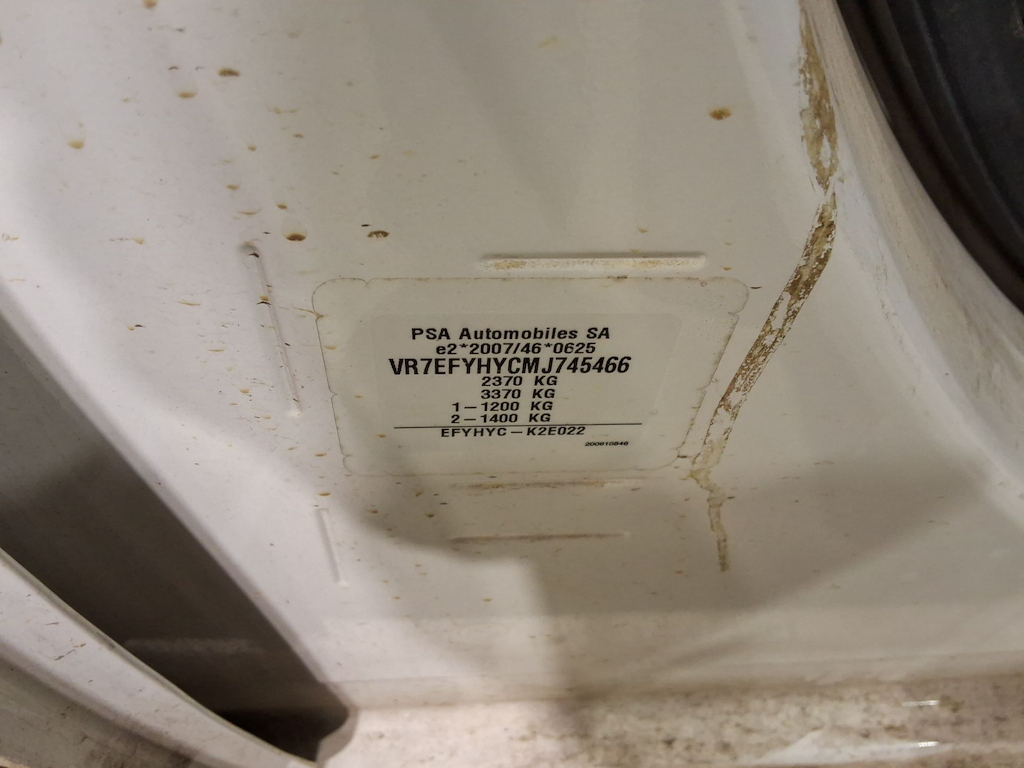 PSA Automobiles SA
e2*2007/46*0625
VR7EFYHYCMJ745466
2370 KG
3370 KG
1-1200 KG
2-1400 KG
EFYHYC-K2E022
200610846